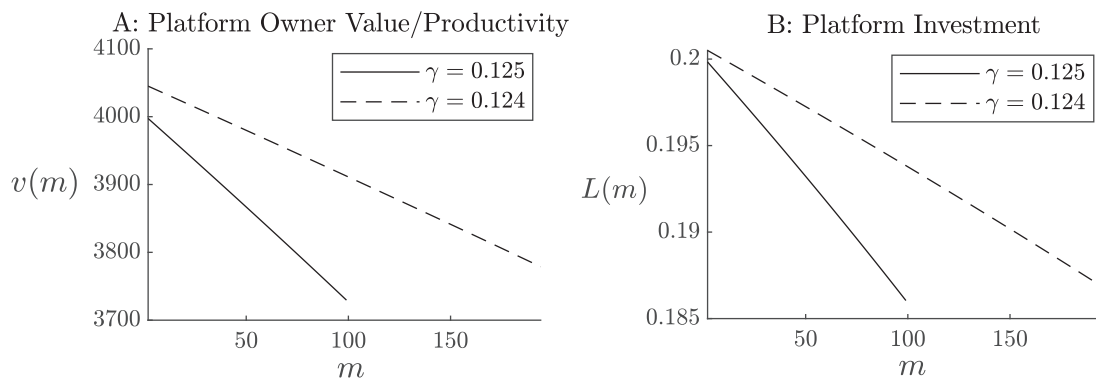 A: Platform Owner Value/Productivity
4100
4000
3900
3800
3700
v(m)
γ = 0.125
γ = 0.124
50
100
150
m
B: Platform Investment
0.2
0.195
0.19
0.185
L(m)
γ = 0.125
γ = 0.124
50
100
150
m